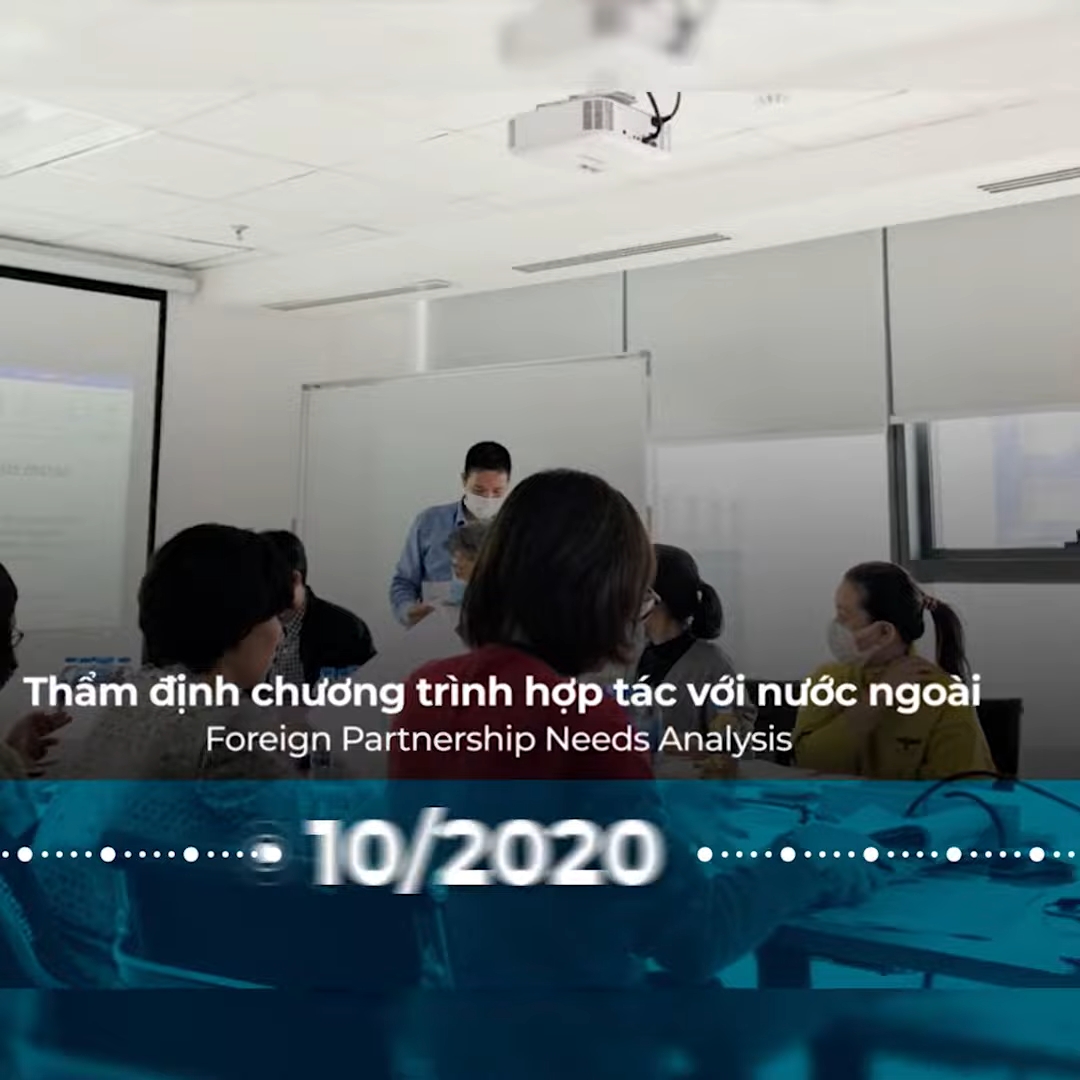 Thẩm định chương trình hợp tác với nước ngoài
Foreign Partnership Needs Analysis
10/2020